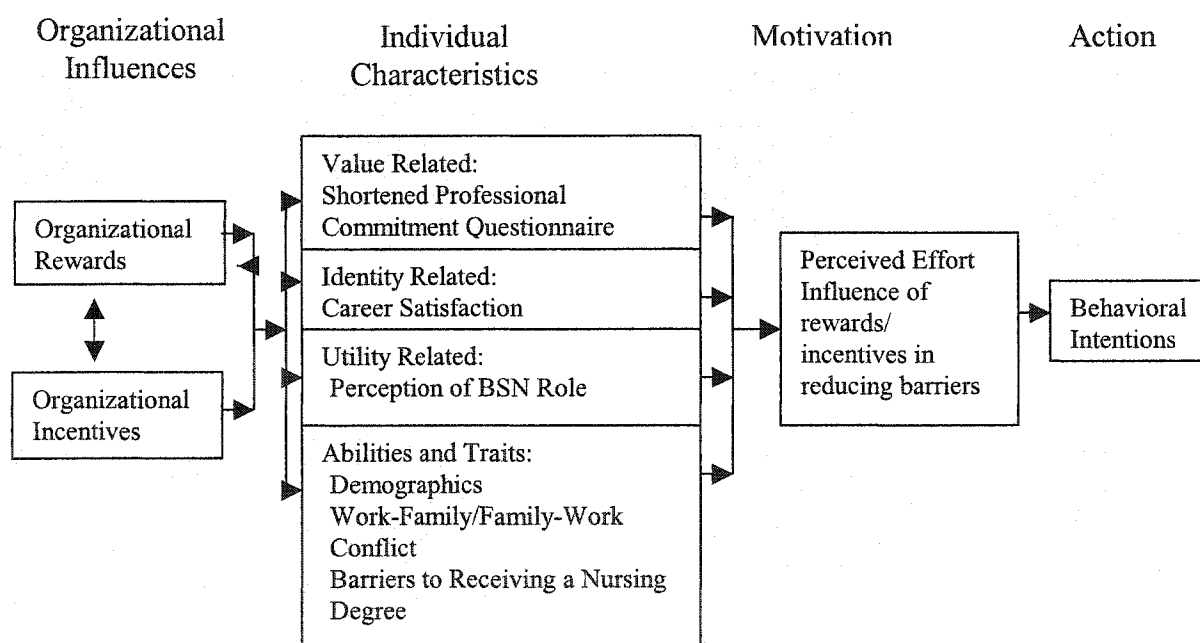 Organizational
Influences
Individual
Characteristics
Motivation
Action
Organizational
Rewards
Organizational
Incentives
Value Related:
Shortened Professional
Commitment Questionnaire
Identity Related:
Career Satisfaction
Utility Related:
Perception of BSN Role
Abilities and Traits:
Demographics
Work-Family/Family-Work
Conflict
Barriers to Receiving a Nursing
Degree
Perceived Effort
Influence of
rewards/
incentives in
reducing barriers
Behavioral
Intentions